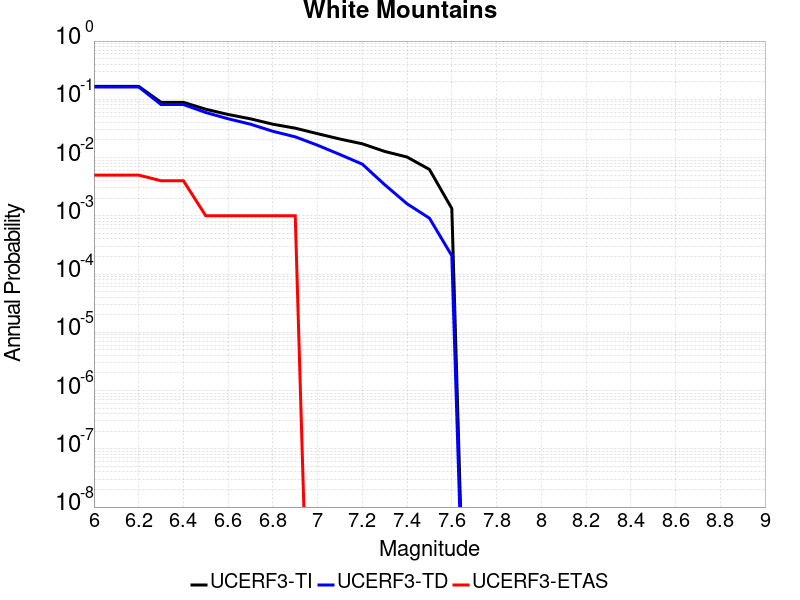 White Mountains
10^0
10^-1
10^-2
10^-3
10^-4
10^-5
10^-6
10^-7
10^-8
Annual Probability
6 6.2 6.4 6.6 6.8 7 7.2 7.4 7.6 7.8 8 8.2 8.4 8.6 8.8 9
Magnitude
UCERF3-TI UCERF3-TD UCERF3-ETAS